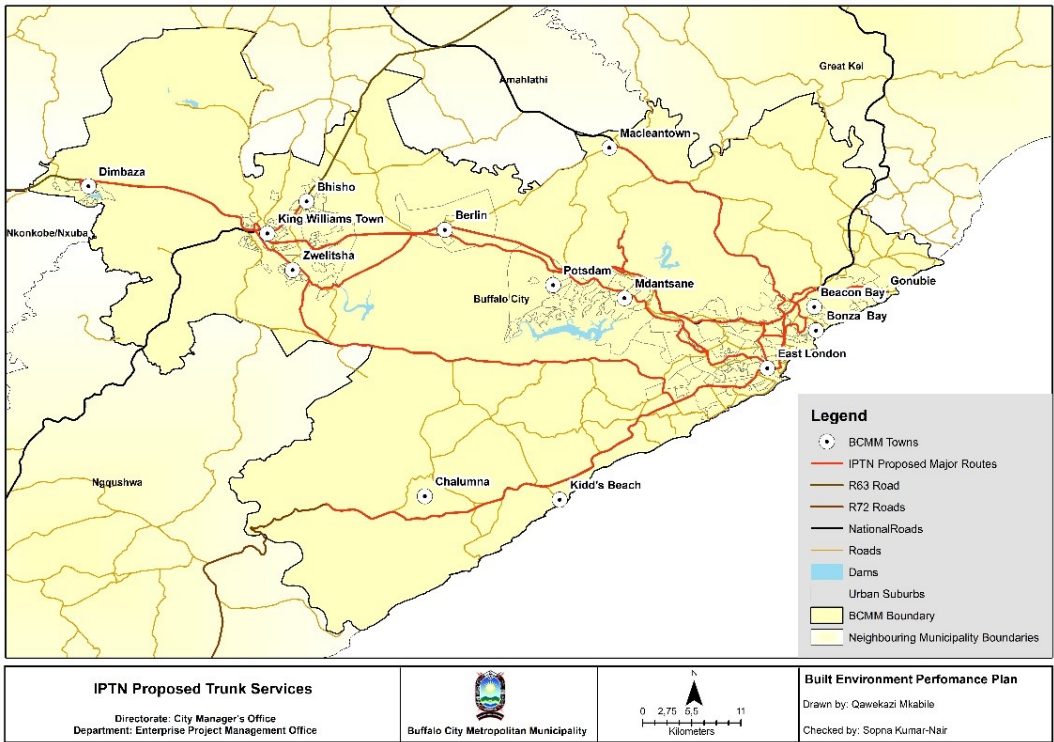 Amahlathi
Great Kei
Macleantown
Dimbaza
Bhisho
Nkonkobe/Nxuba
King Williams Town
Berlin
Zwelitsha
Potsdam
Mdantsane
Buffalo City
Gonubie
Beacon Bay
Bonza Bay
East London
Ngqushwa
Chalumna
Kidd's Beach
Legend
BCMM Towns
IPTN Proposed Major Routes
R63 Road
R72 Roads
NationalRoads
Roads
Dams
Urban Suburbs
BCMM Boundary
Neighbouring Municipality Boundaries
IPTN Proposed Trunk Services
Directorate: City Manager's Office
Department: Enterprise Project Management Office
Buffalo City Metropolitan Municipality
N
0 2,75 5,5 11
Kilometers
Built Environment Perfomance Plan
Drawn by: Qawekazi Mkabile
Checked by: Sopna Kumar-Nair